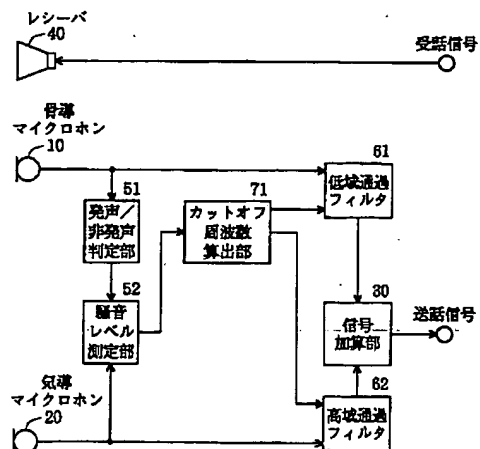 レシーバ
40
受話信号
骨導
マイクロホン
10
61
低域通過
フィルタ
51
発声/
非発声
判定部
71
カットオフ
周波数
算出部
52
騒音
レベル
測定部
30
信号
加算部
送話信号
気導
マイクロホン
20
62
高域通過
フィルタ